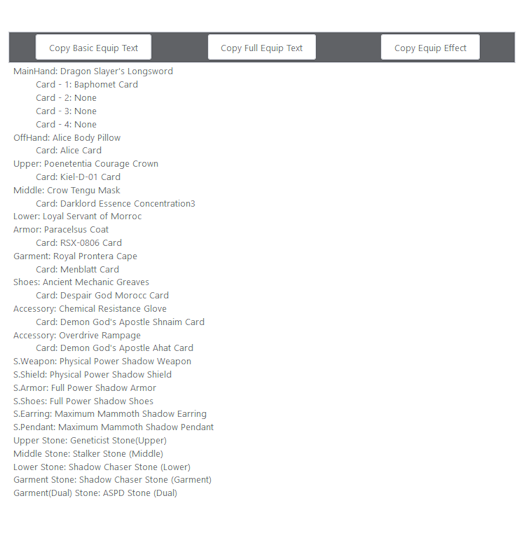 Copy Basic Equip Text
Copy Full Equip Text
Copy Equip Effect
MainHand: Dragon Slayer's Longsword
Card - 1: Baphomet Card
Card - 2: None
Card - 3: None
Card - 4: None
OffHand: Alice Body Pillow
Card: Alice Card
Upper: Poenetentia Courage Crown
Card: Kiel-D-01 Card
Middle: Crow Tengu Mask
Card: Darklord Essence Concentration3
Lower: Loyal Servant of Morroc
Armor: Paracelsus Coat
Card: RSX-0806 Card
Garment: Royal Prontera Cape
Card: Menblatt Card
Shoes: Ancient Mechanic Greaves
Card: Despair God Morocc Card
Accessory: Chemical Resistance Glove
Card: Demon God's Apostle Shnaim Card
Accessory: Overdrive Rampage
Card: Demon God's Apostle Ahat Card
S.Weapon: Physical Power Shadow Weapon
S.Shield: Physical Power Shadow Shield
S.Armor: Full Power Shadow Armor
S.Shoes: Full Power Shadow Shoes
S.Earring: Maximum Mammoth Shadow Earring
S.Pendant: Maximum Mammoth Shadow Pendant
Upper Stone: Geneticist Stone(Upper)
Middle Stone: Stalker Stone (Middle)
Lower Stone: Shadow Chaser Stone (Lower)
Garment Stone: Shadow Chaser Stone (Garment)
Garment(Dual) Stone: ASPD Stone (Dual)